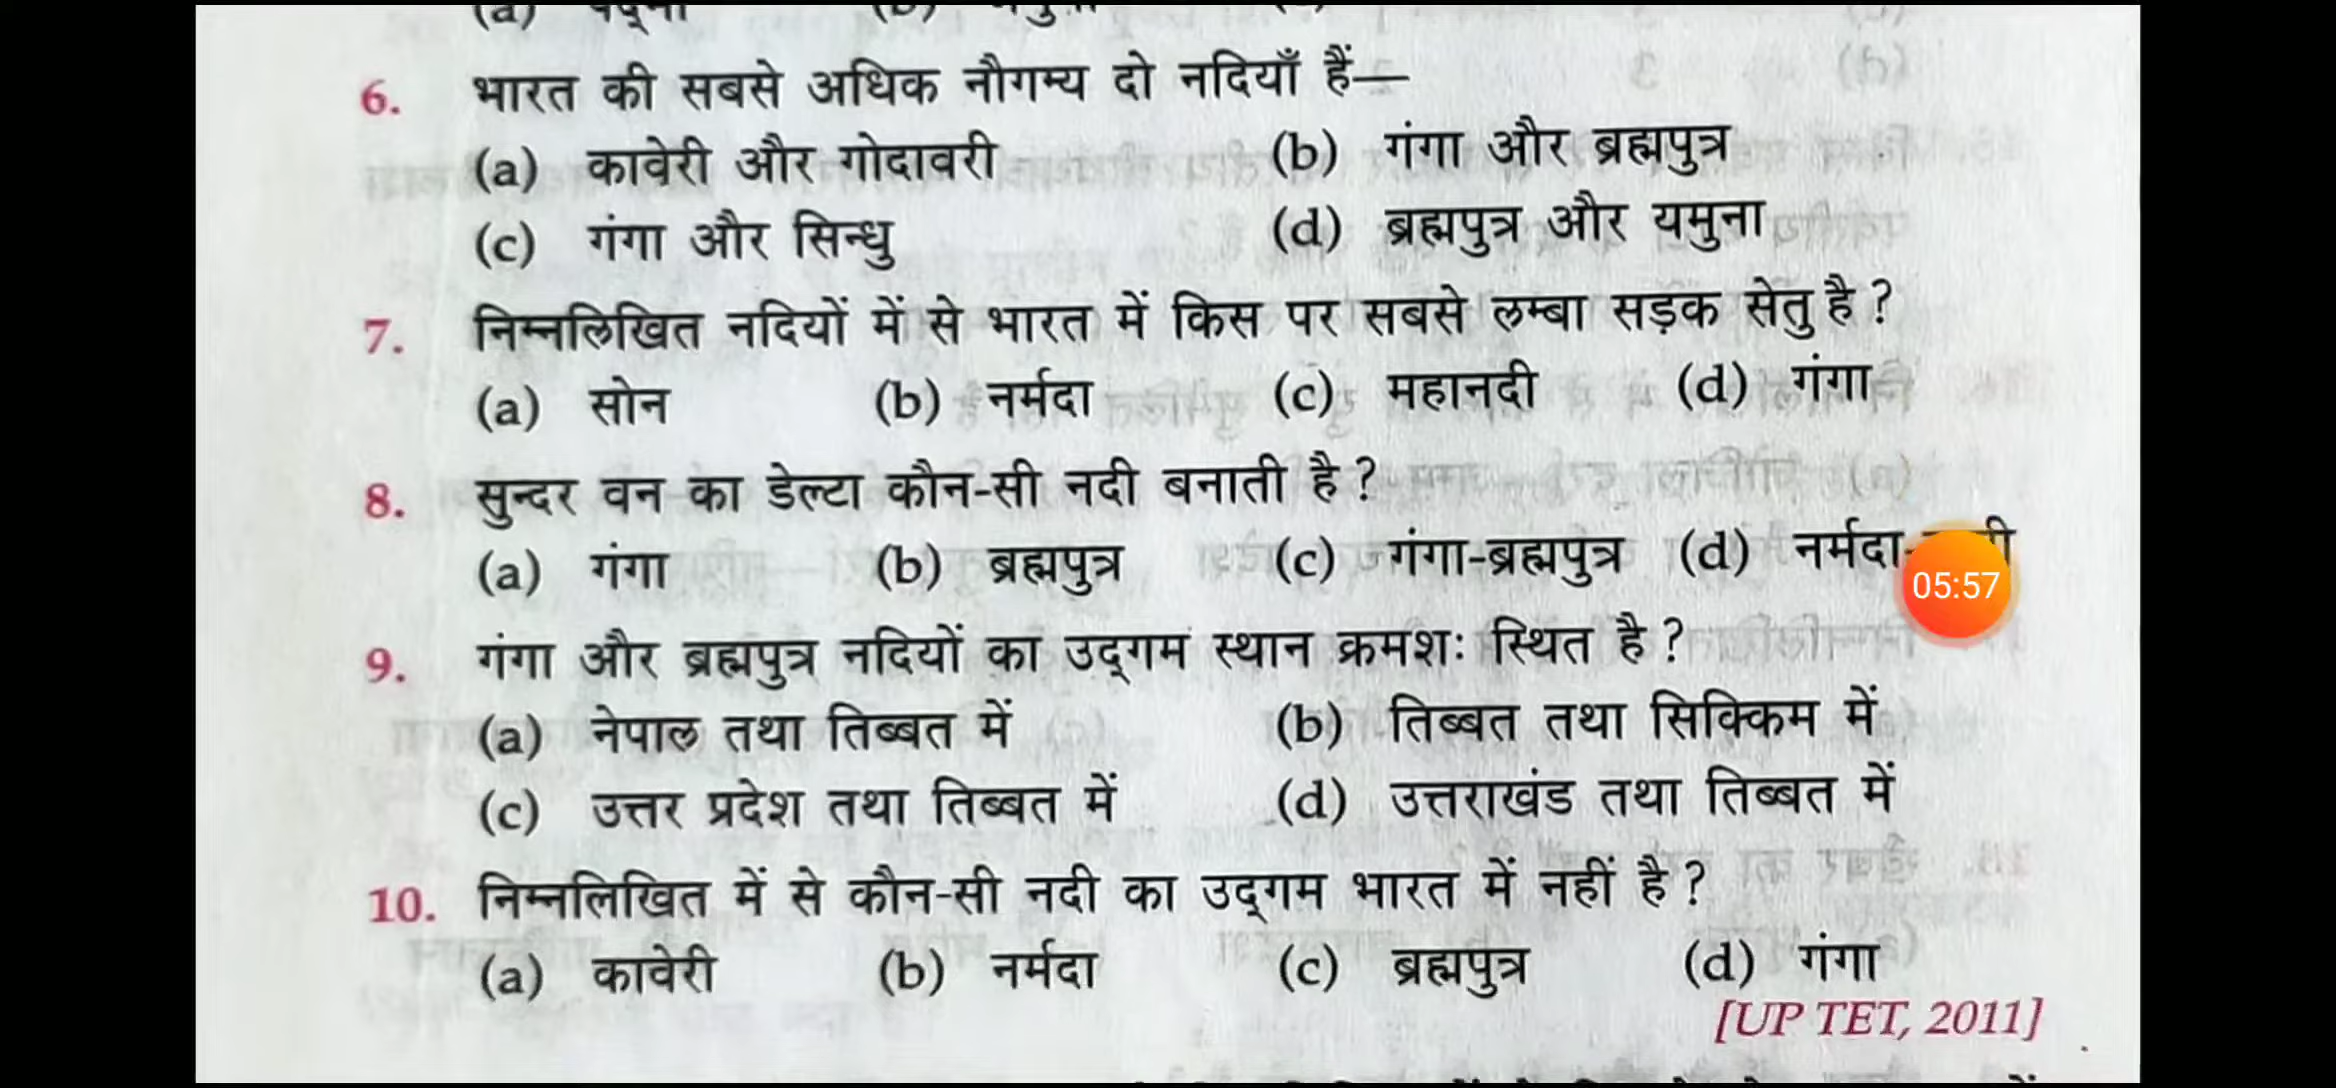 6. भारत की सबसे अधिक नौगम्य दो नदियाँ हैं—
(a) कावेरी और गोदावरी (b) गंगा और ब्रह्मपुत्र
(c) गंगा और सिन्धु (d) ब्रह्मपुत्र और यमुना
7. निम्नलिखित नदियों में से भारत में किस पर सबसे लम्बा सड़क सेतु है ?
(a) सोन (b) नर्मदा (c) महानदी (d) गंगा
8. सुन्दर वन का डेल्टा कौन-सी नदी बनाती है ?
(a) गंगा (b) ब्रह्मपुत्र (c) गंगा-ब्रह्मपुत्र (d) नर्मदा-
05:57
9. गंगा और ब्रह्मपुत्र नदियों का उद्‌गम स्थान क्रमशः स्थित है ?
(a) नेपाल तथा तिब्बत में (b) तिब्बत तथा सिक्किम में
(c) उत्तर प्रदेश तथा तिब्बत में (d) उत्तराखंड तथा तिब्बत में
10. निम्नलिखित में से कौन-सी नदी का उद्‌गम भारत में नहीं है ?
(a) कावेरी (b) नर्मदा (c) ब्रह्मपुत्र (d) गंगा
[UP TET, 2011]